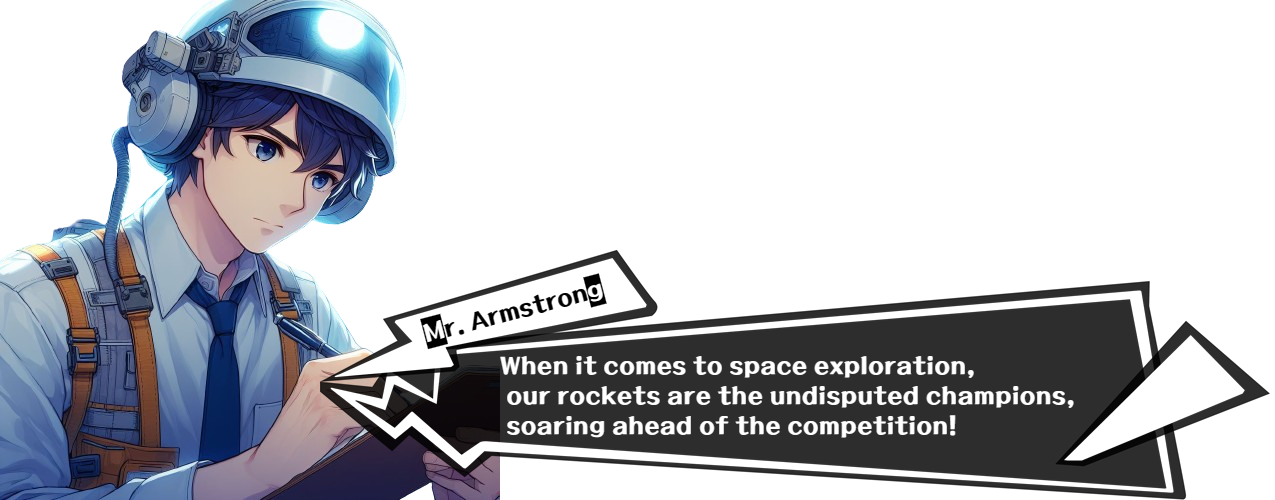 Mr. Armstrong
When it comes to space exploration,
our rockets are the undisputed champions,
soaring ahead of the competition!